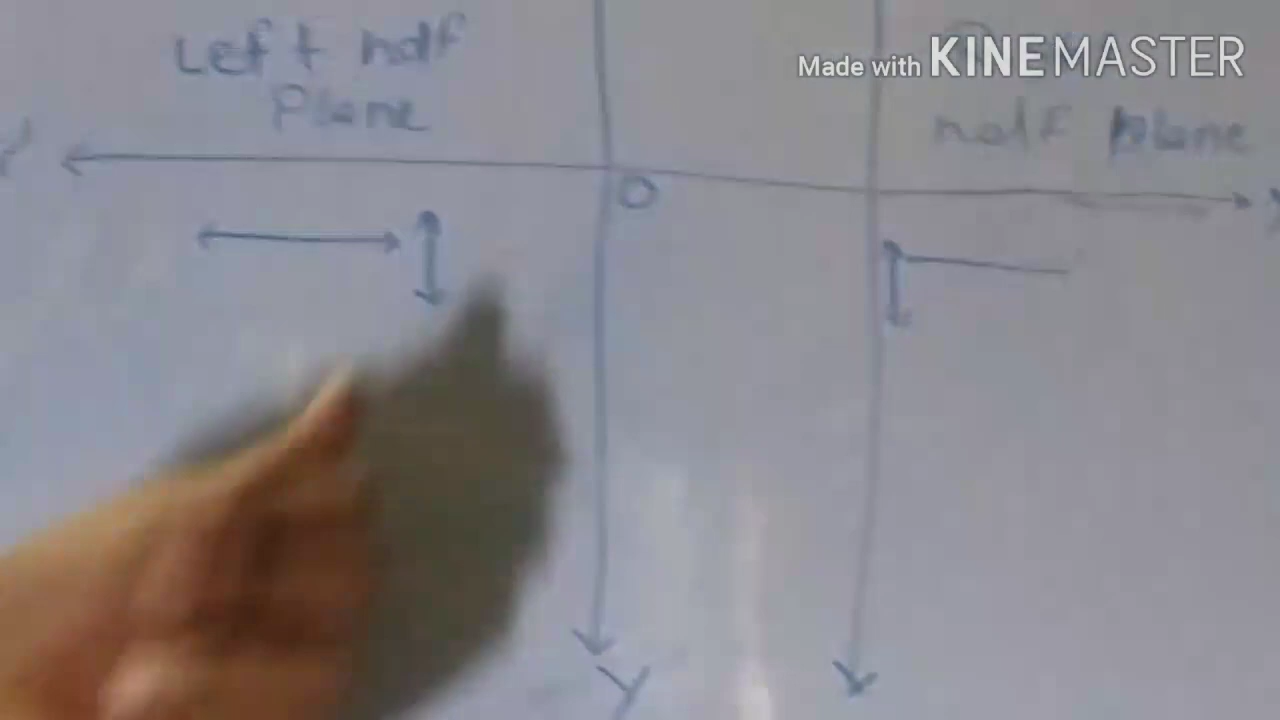 Made with KINEMASTER
Left half
Plane
half plane
O
Y